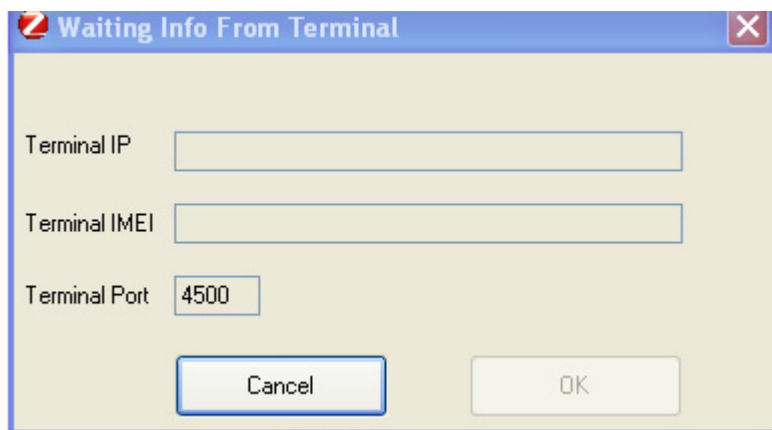 Waiting Info From Terminal
Terminal IP
Terminal IMEI
Terminal Port 4500
Cancel OK